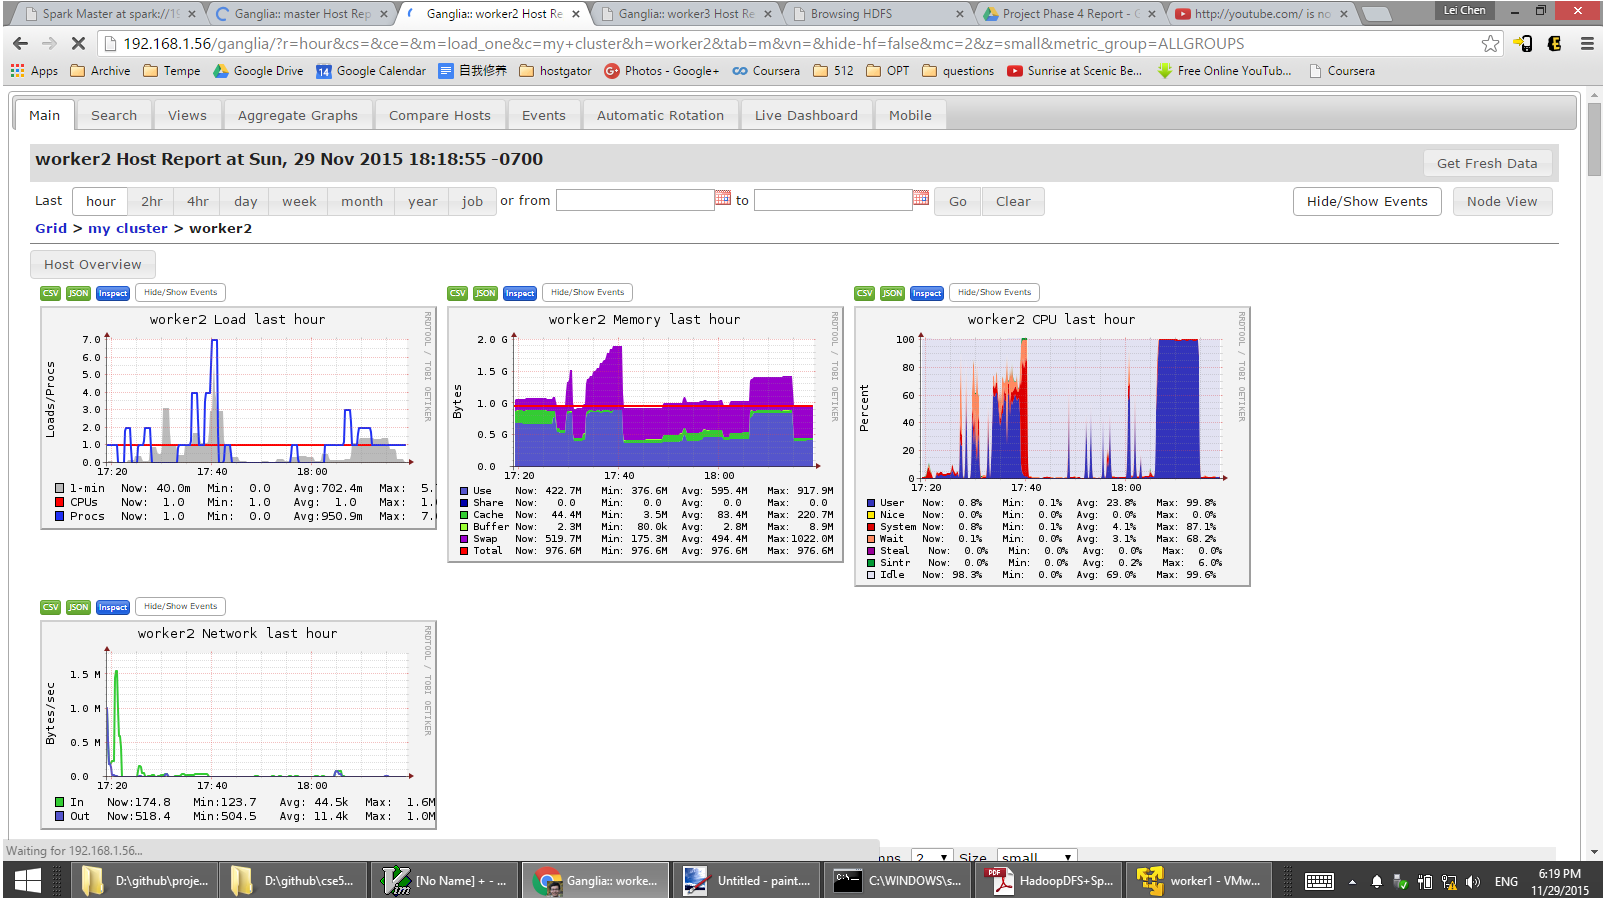 Spark Master at spark://19
Ganglia:: master Host Rep
Ganglia:: worker2 Host Re
Ganglia:: worker3 Host Re
Browsing HDFS
Project Phase 4 Report - G
http://youtube.com/ is no
Lei Chen
192.168.1.56/ganglia/?r=hour&cs=&ce=&m=load_one&c=my+cluster&h=worker2&tab=m&vn=&hide-hf=false&mc=2&z=small&metric_group=ALLGROUPS
Apps Archive Tempe Google Drive Google Calendar 自我修养 hostgator Photos - Google+ Coursera 512 OPT questions Sunrise at Scenic Be... Free Online YouTub... Coursera
Main Search Views Aggregate Graphs Compare Hosts Events Automatic Rotation Live Dashboard Mobile
worker2 Host Report at Sun, 29 Nov 2015 18:18:55 -0700
Get Fresh Data
Last hour 2hr 4hr day week month year job or from to Go Clear
Hide/Show Events Node View
Grid > my cluster > worker2
Host Overview
CSV JSON Inspect Hide/Show Events
worker2 Load last hour
RRDTOOL / TOBI OETIKER
Loads/Procs
7.0
6.0
5.0
4.0
3.0
2.0
1.0
0.0
17:20 17:40 18:00
1-min Now: 40.0m Min: 0.0 Avg:702.4m Max: 5.
CPUs Now: 1.0 Min: 1.0 Avg: 1.0 Max: 1.
Procs Now: 1.0 Min: 0.0 Avg:950.9m Max: 7.
CSV JSON Inspect Hide/Show Events
worker2 Memory last hour
RRDTOOL / TOBI OETIKER
Bytes
2.0 G
1.5 G
1.0 G
0.5 G
0.0
17:20 17:40 18:00
Use Now: 422.7M Min: 376.6M Avg: 595.4M Max: 917.9M
Share Now: 0.0 Min: 0.0 Avg: 0.0 Max: 0.0
Cache Now: 44.4M Min: 3.5M Avg: 83.4M Max: 220.7M
Buffer Now: 2.3M Min: 80.0k Avg: 2.8M Max: 8.9M
Swap Now: 519.7M Min: 175.3M Avg: 494.4M Max:1022.0M
Total Now: 976.6M Min: 976.6M Avg: 976.6M Max: 976.6M
CSV JSON Inspect Hide/Show Events
worker2 CPU last hour
RRDTOOL / TOBI OETIKER
Percent
100
80
60
40
20
0
17:20 17:40 18:00
User Now: 0.8% Min: 0.1% Avg: 23.8% Max: 99.8%
Nice Now: 0.0% Min: 0.0% Avg: 0.0% Max: 0.0%
System Now: 0.8% Min: 0.1% Avg: 4.1% Max: 87.1%
Wait Now: 0.1% Min: 0.0% Avg: 3.1% Max: 68.2%
Steal Now: 0.0% Min: 0.0% Avg: 0.0% Max: 0.0%
Sintr Now: 0.0% Min: 0.0% Avg: 0.2% Max: 6.0%
Idle Now: 98.3% Min: 0.0% Avg: 69.0% Max: 99.6%
CSV JSON Inspect Hide/Show Events
worker2 Network last hour
RRDTOOL / TOBI OETIKER
Bytes/sec
1.5 M
1.0 M
0.5 M
0.0
17:20 17:40 18:00
In Now:174.8 Min:123.7 Avg: 44.5k Max: 1.6M
Out Now:518.4 Min:504.5 Avg: 11.4k Max: 1.0M
Waiting for 192.168.1.56...
2 Size small
D:\github\proje... D:\github\cse5... [No Name] + - ... Ganglia:: worke... Untitled - paint.... C:\WINDOWS\s... HadoopDFS+Sp... worker1 - VMw...
ENG
6:19 PM
11/29/2015